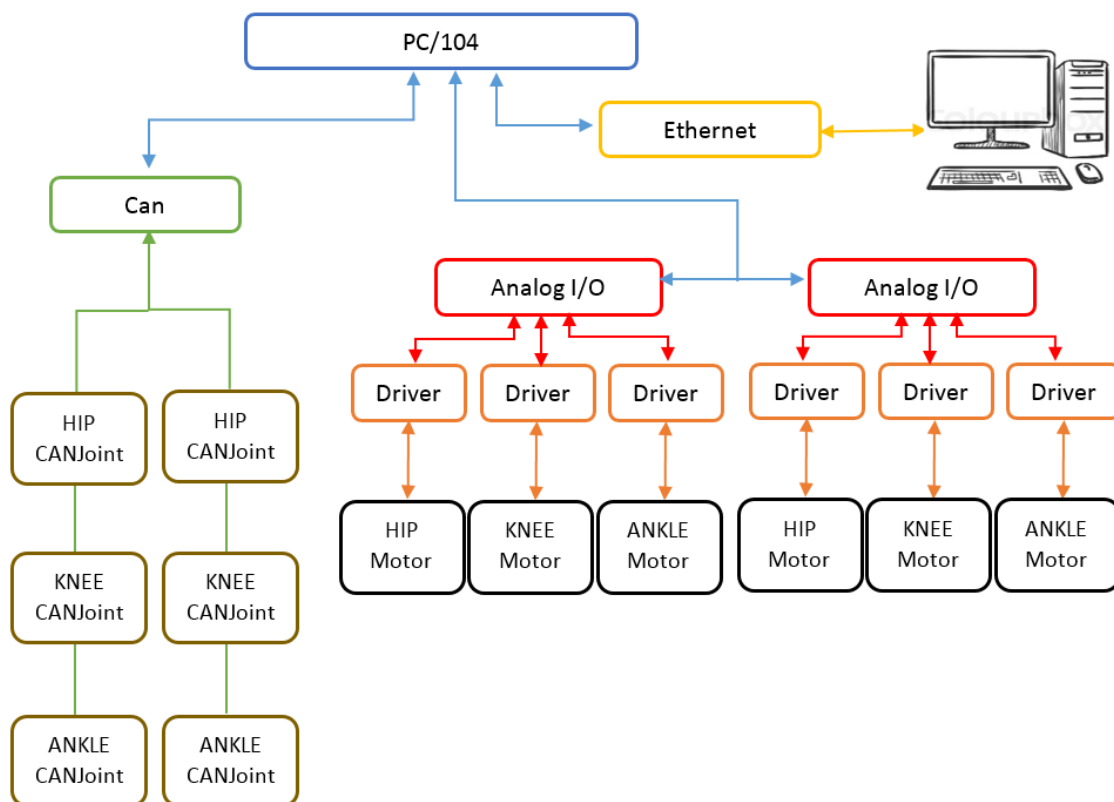 PC/104
Ethernet
Can
Analog I/O
Analog I/O
Driver
Driver
Driver
Driver
Driver
Driver
HIP
CANJoint
HIP
CANJoint
HIP
Motor
KNEE
Motor
ANKLE
Motor
HIP
Motor
KNEE
Motor
ANKLE
Motor
KNEE
CANJoint
KNEE
CANJoint
ANKLE
CANJoint
ANKLE
CANJoint